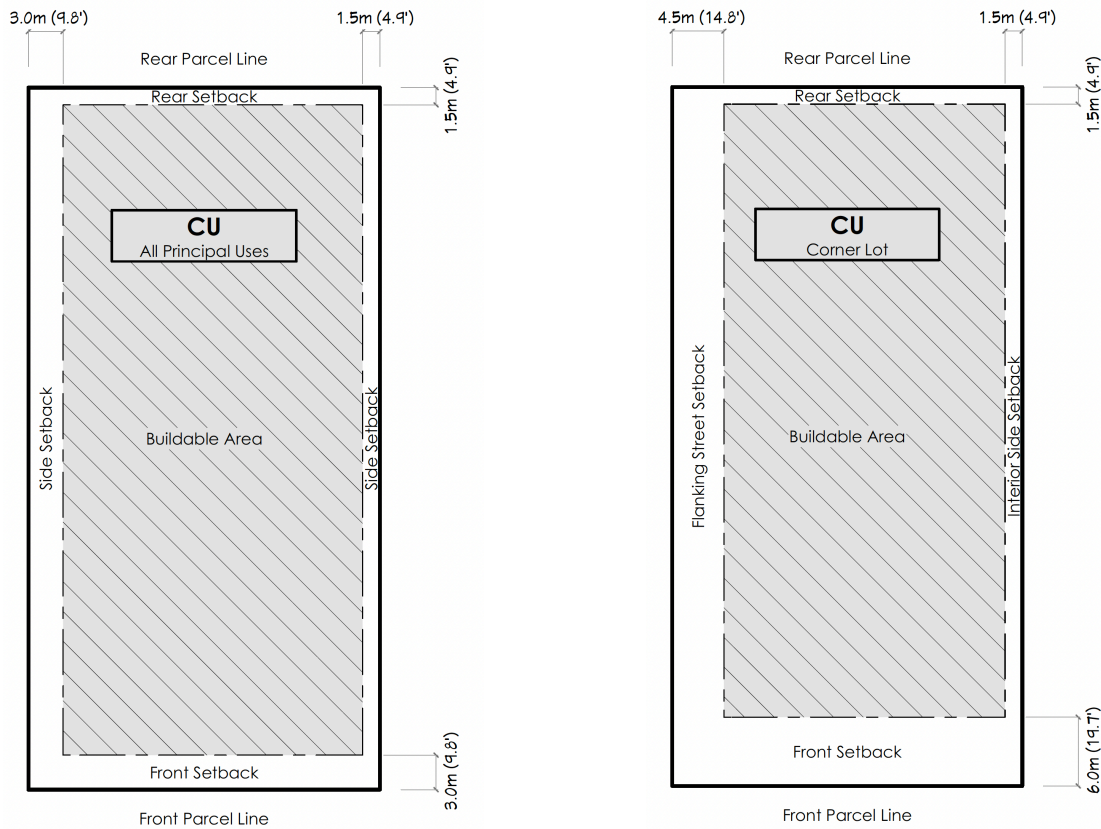 3.0m (9.8')
1.5m (4.9')
Rear Parcel Line
1.5m (4.9')
Rear Setback
CU
All Principal Uses
Side Setback
Side Setback
Buildable Area
Front Setback
3.0m (9.8')
Front Parcel Line
4.5m (14.8')
1.5m (4.9')
Rear Parcel Line
1.5m (4.9')
Rear Setback
CU
Corner Lot
Flanking Street Setback
Interior Side Setback
Buildable Area
Front Setback
6.0m (19.7')
Front Parcel Line